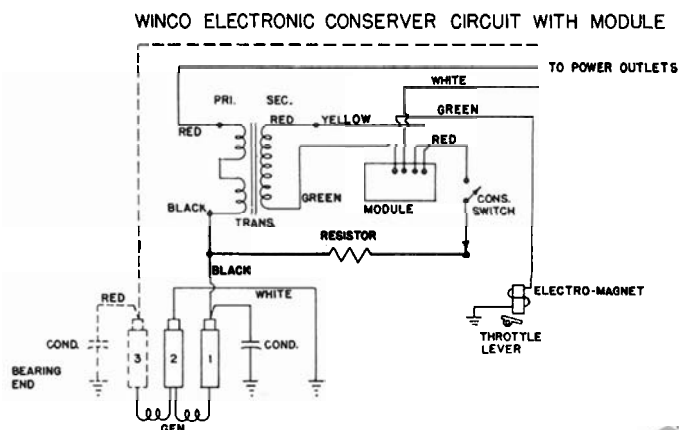 WINCO ELECTRONIC CONSERVER CIRCUIT WITH MODULE
TO POWER OUTLETS
WHITE
PRI. SEC.
GREEN
RED
RED YELLOW
RED
GREEN
MODULE
CONS.
SWITCH
BLACK
TRANS.
RESISTOR
BLACK
RED
WHITE
ELECTRO-MAGNET
THROTTLE
LEVER
COND.
3
2
1
COND.
BEARING
END
GEN